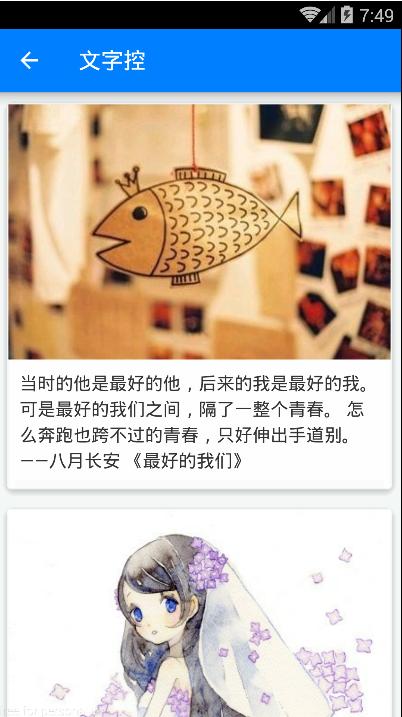 7:49
文字控
当时的他是最好的他，后来的我是最好的我。
可是最好的我们之间，隔了一整个青春。 怎
么奔跑也跨不过的青春，只好伸出手道别。
——八月长安 《最好的我们》
free for person